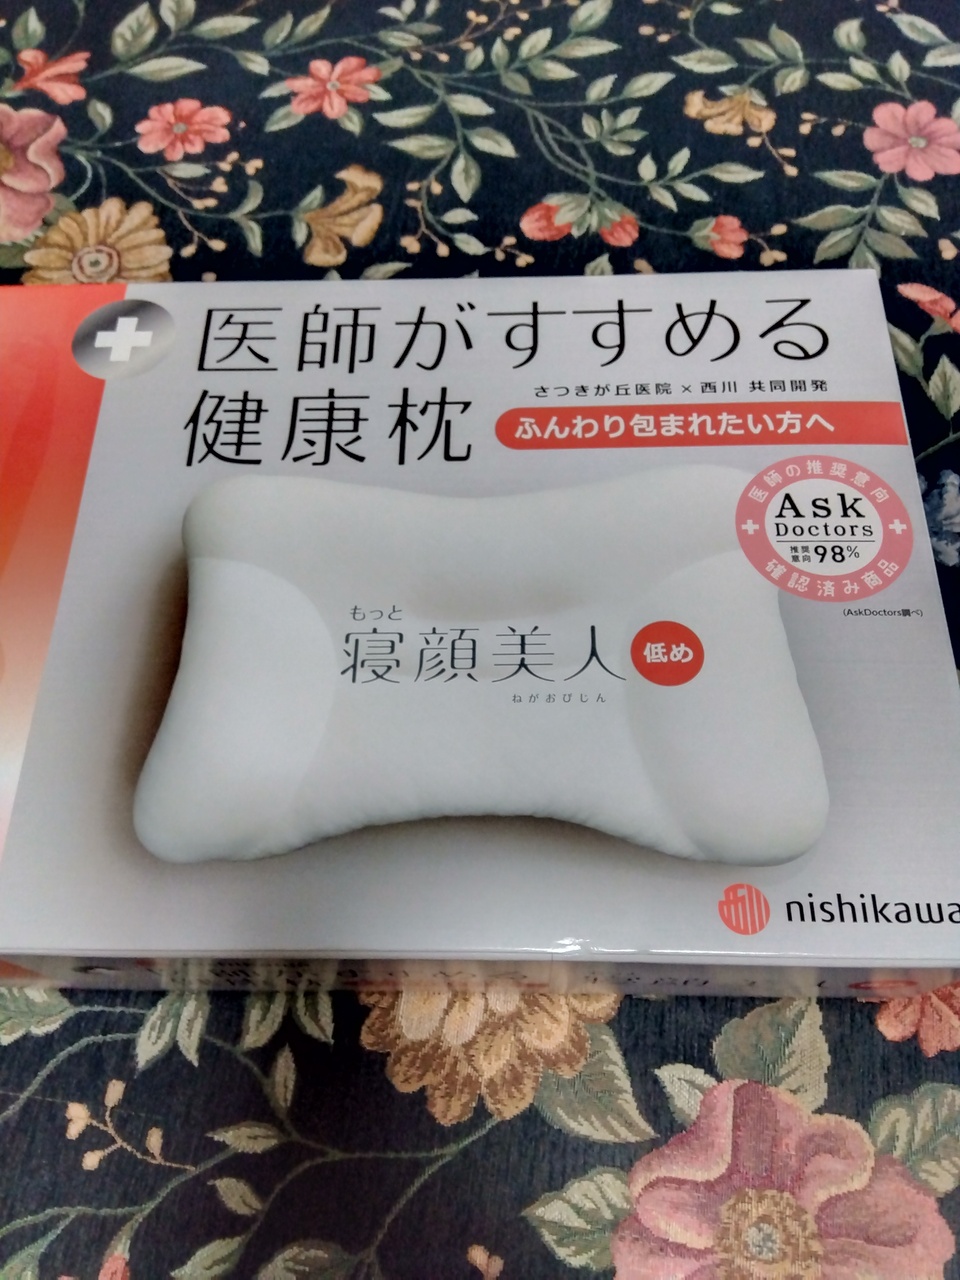 医師がすすめる
健康枕
さつきが丘医院×西川 共同開発
ふんわり包まれたい方へ
医師の推奨意向
Ask
Doctors
推奨意向 98%
確認済み商品
(AskDoctors調べ)
もっと
寝顔美人 低め
ねがおびじん
nishikawa